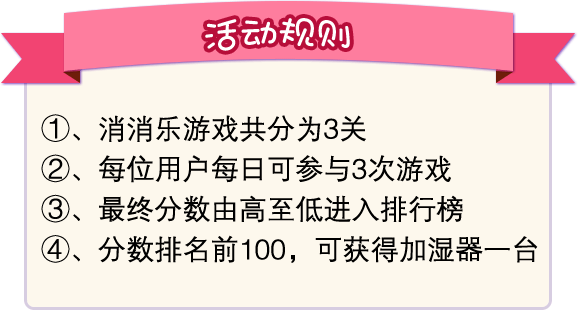 活动规则
①、消消乐游戏共分为3关
②、每位用户每日可参与3次游戏
③、最终分数由高至低进入排行榜
④、分数排名前100，可获得加湿器一台